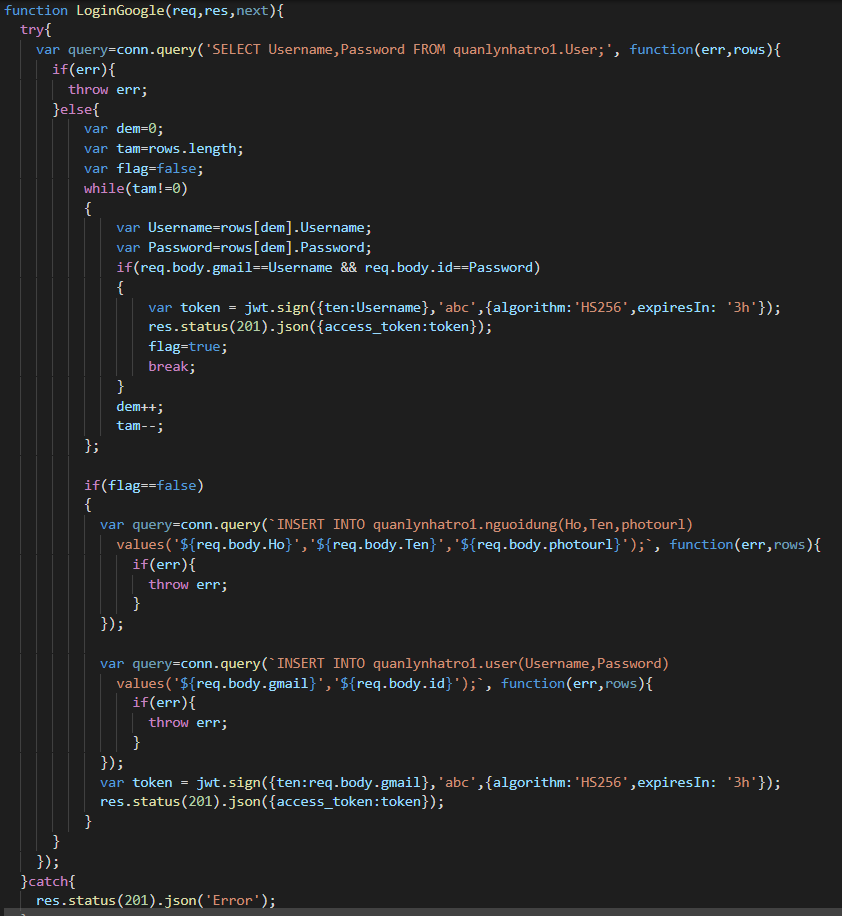 function LoginGoogle(req,res,next){
try{
var query=conn.query('SELECT Username,Password FROM quanlynhatro1.User;', function(err,rows){
if(err){
throw err;
}else{
var dem=0;
var tam=rows.length;
var flag=false;
while(tam!=0)
{
var Username=rows[dem].Username;
var Password=rows[dem].Password;
if(req.body.gmail==Username && req.body.id==Password)
{
var token = jwt.sign({ten:Username},'abc',{algorithm:'HS256',expiresIn: '3h'});
res.status(201).json({access_token:token});
flag=true;
break;
}
dem++;
tam--;
};
if(flag==false)
{
var query=conn.query(`INSERT INTO quanlynhatro1.nguoidung(Ho,Ten,photourl)
values('${req.body.Ho}','${req.body.Ten}','${req.body.photourl}');`, function(err,rows){
if(err){
throw err;
}
});
var query=conn.query(`INSERT INTO quanlynhatro1.user(Username,Password)
values('${req.body.gmail}','${req.body.id}');`, function(err,rows){
if(err){
throw err;
}
});
var token = jwt.sign({ten:req.body.gmail},'abc',{algorithm:'HS256',expiresIn: '3h'});
res.status(201).json({access_token:token});
}
}
});
}catch{
res.status(201).json('Error');